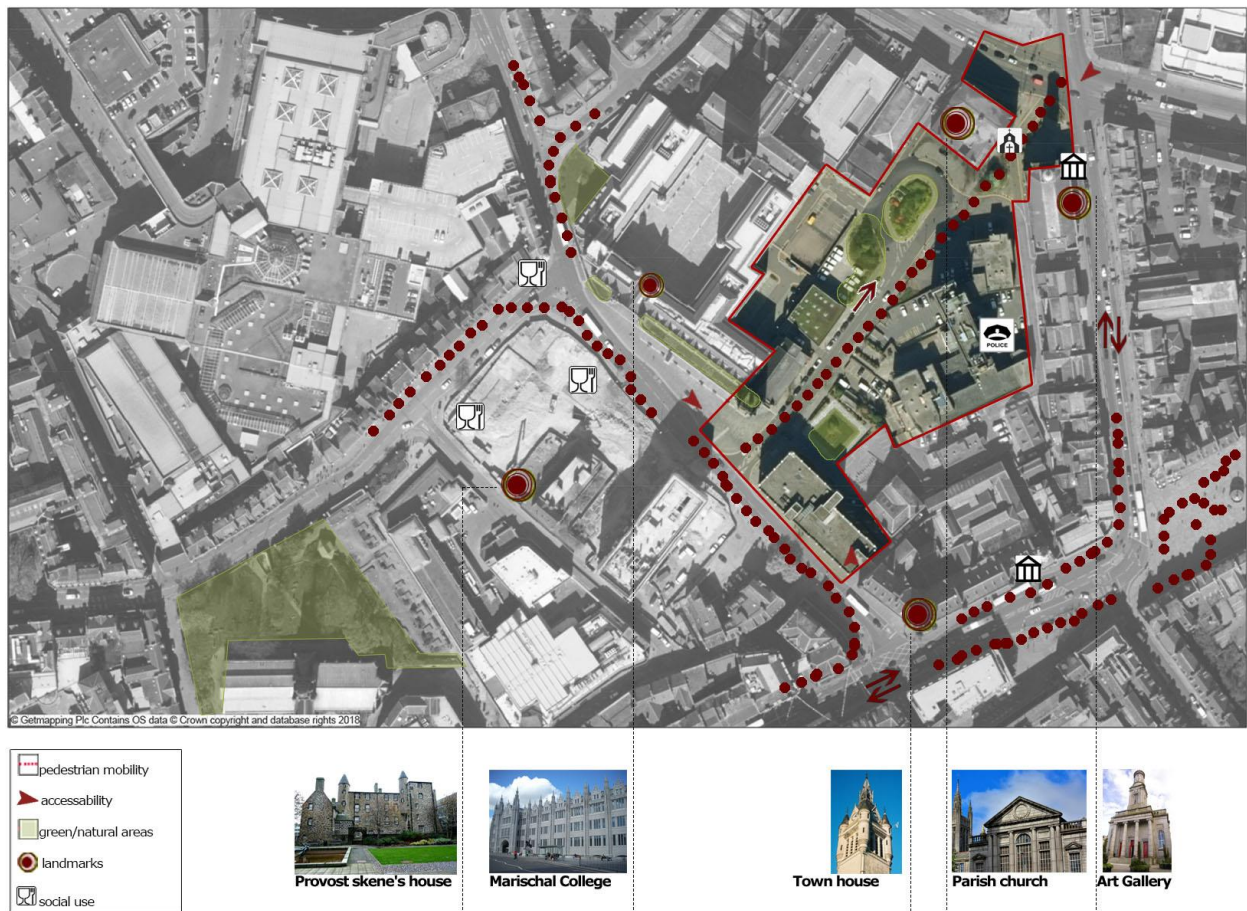 POLICE
© Getmapping Plc Contains OS data © Crown copyright and database rights 2018
pedestrian mobility
accessability
green/natural areas
landmarks
social use
Provost skene's house
Marischal College
Town house
Parish church
Art Gallery